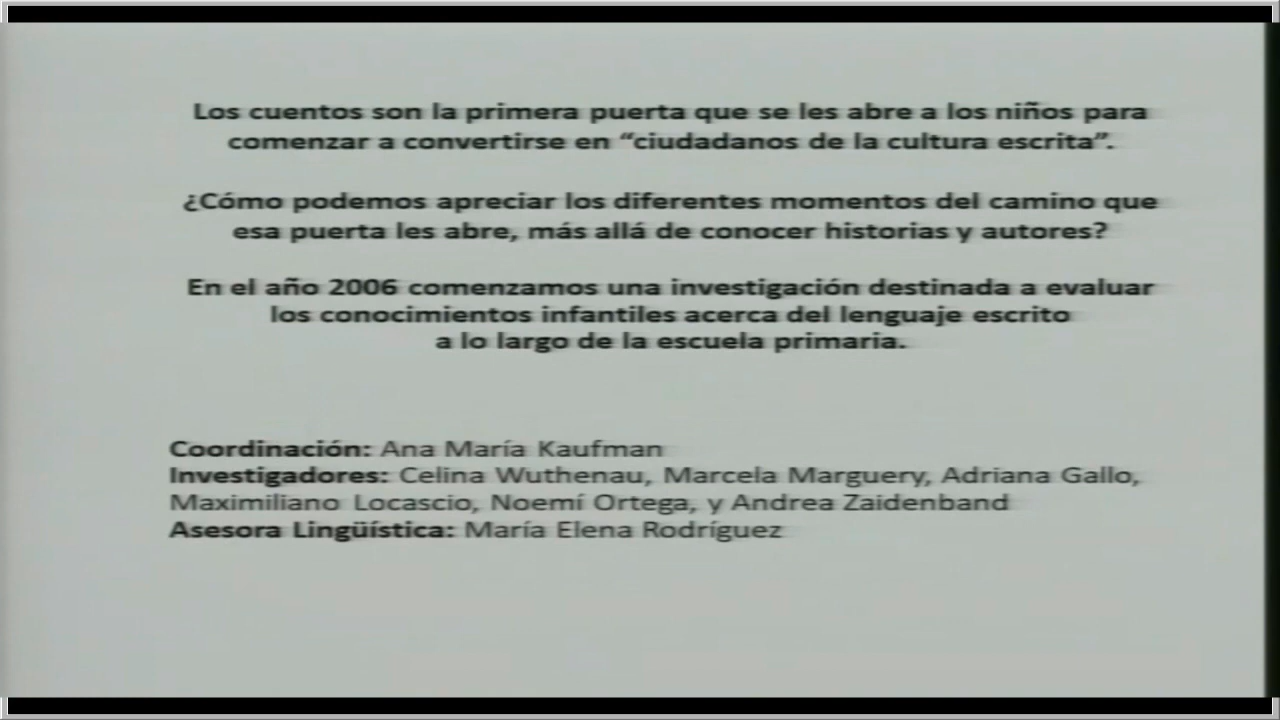 Los cuentos son la primera puerta que se les abre a los niños para
comenzar a convertirse en “ciudadanos de la cultura escrita”.
¿Cómo podemos apreciar los diferentes momentos del camino que
esa puerta les abre, más allá de conocer historias y autores?
En el año 2006 comenzamos una investigación destinada a evaluar
los conocimientos infantiles acerca del lenguaje escrito
a lo largo de la escuela primaria.
Coordinación: Ana María Kaufman
Investigadores: Celina Wuthenau, Marcela Marguery, Adriana Gallo,
Maximiliano Locascio, Noemí Ortega, y Andrea Zaidenband
Asesora Lingüística: María Elena Rodríguez